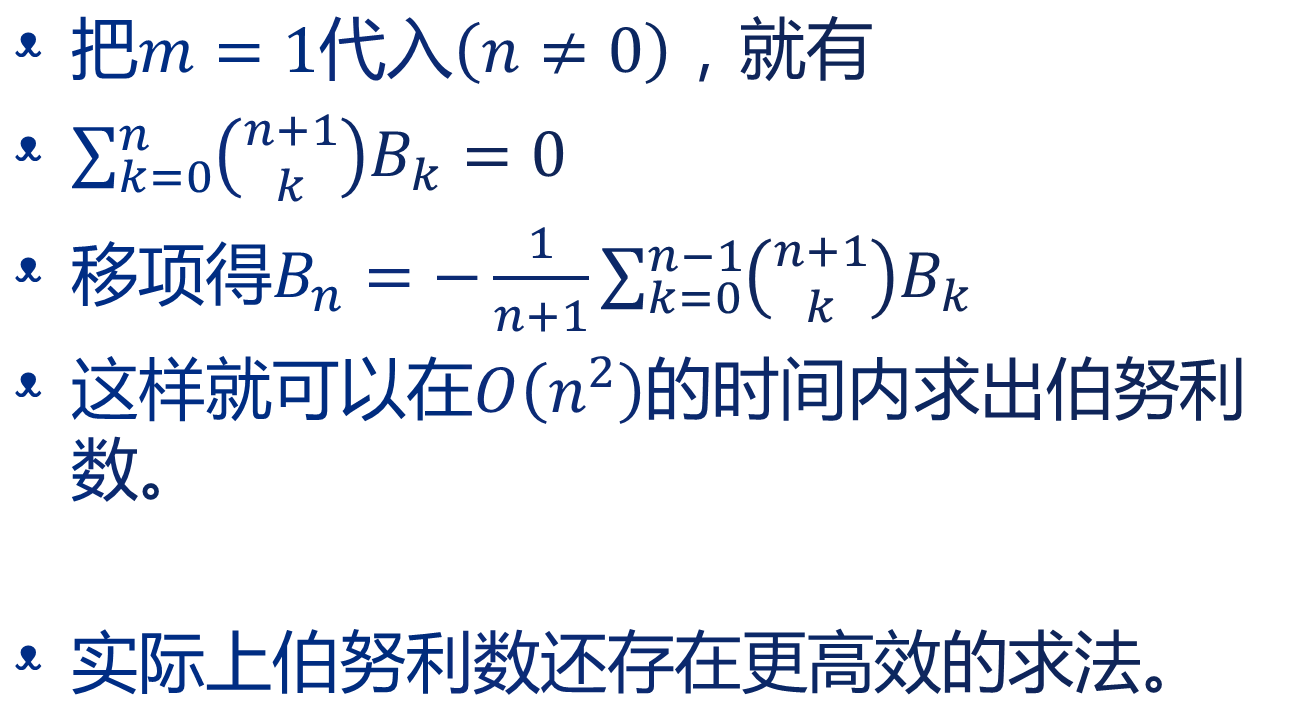 把m = 1代入(n ≠ 0)，就有
∑_{k=0}^{n} \binom{n+1}{k} B_k = 0
移项得B_n = −\frac{1}{n+1} ∑_{k=0}^{n−1} \binom{n+1}{k} B_k
这样就可以在O(n²)的时间内求出伯努利
数。
实际上伯努利数还存在更高效的求法。